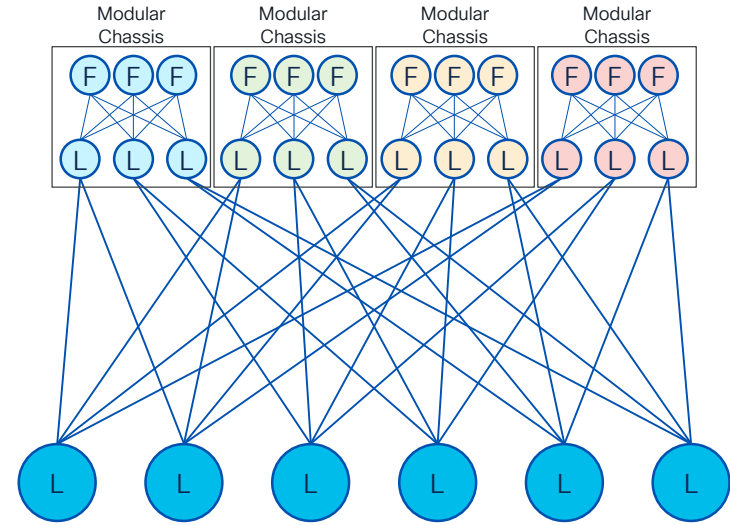 Modular Modular Modular Modular
Chassis Chassis Chassis Chassis
F F F F F F F F F F F F
L L L L L L L L L L L L
L L L L L L